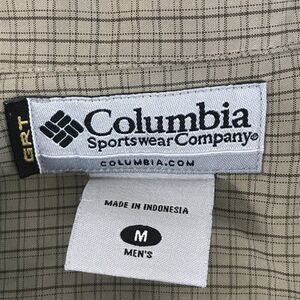 GRT
Columbia
Sportswear Company®
COLUMBIA.COM
MADE IN INDONESIA
M
MEN'S